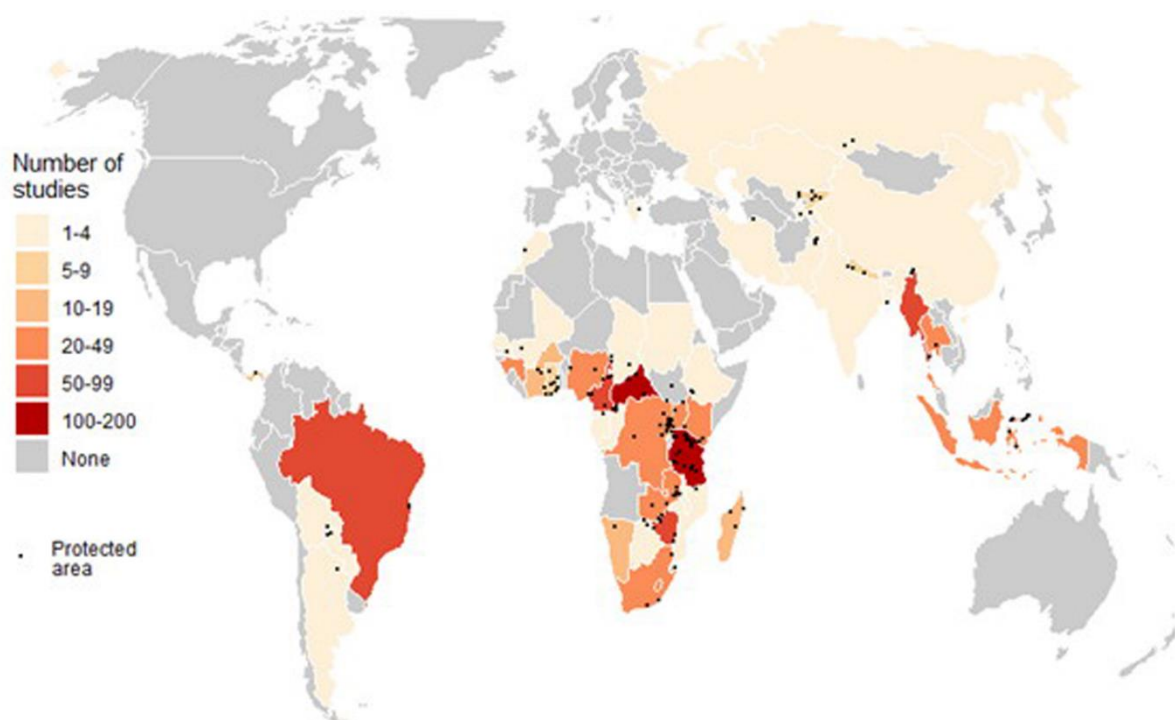 Number of
studies
1-4
5-9
10-19
20-49
50-99
100-200
None
Protected
area